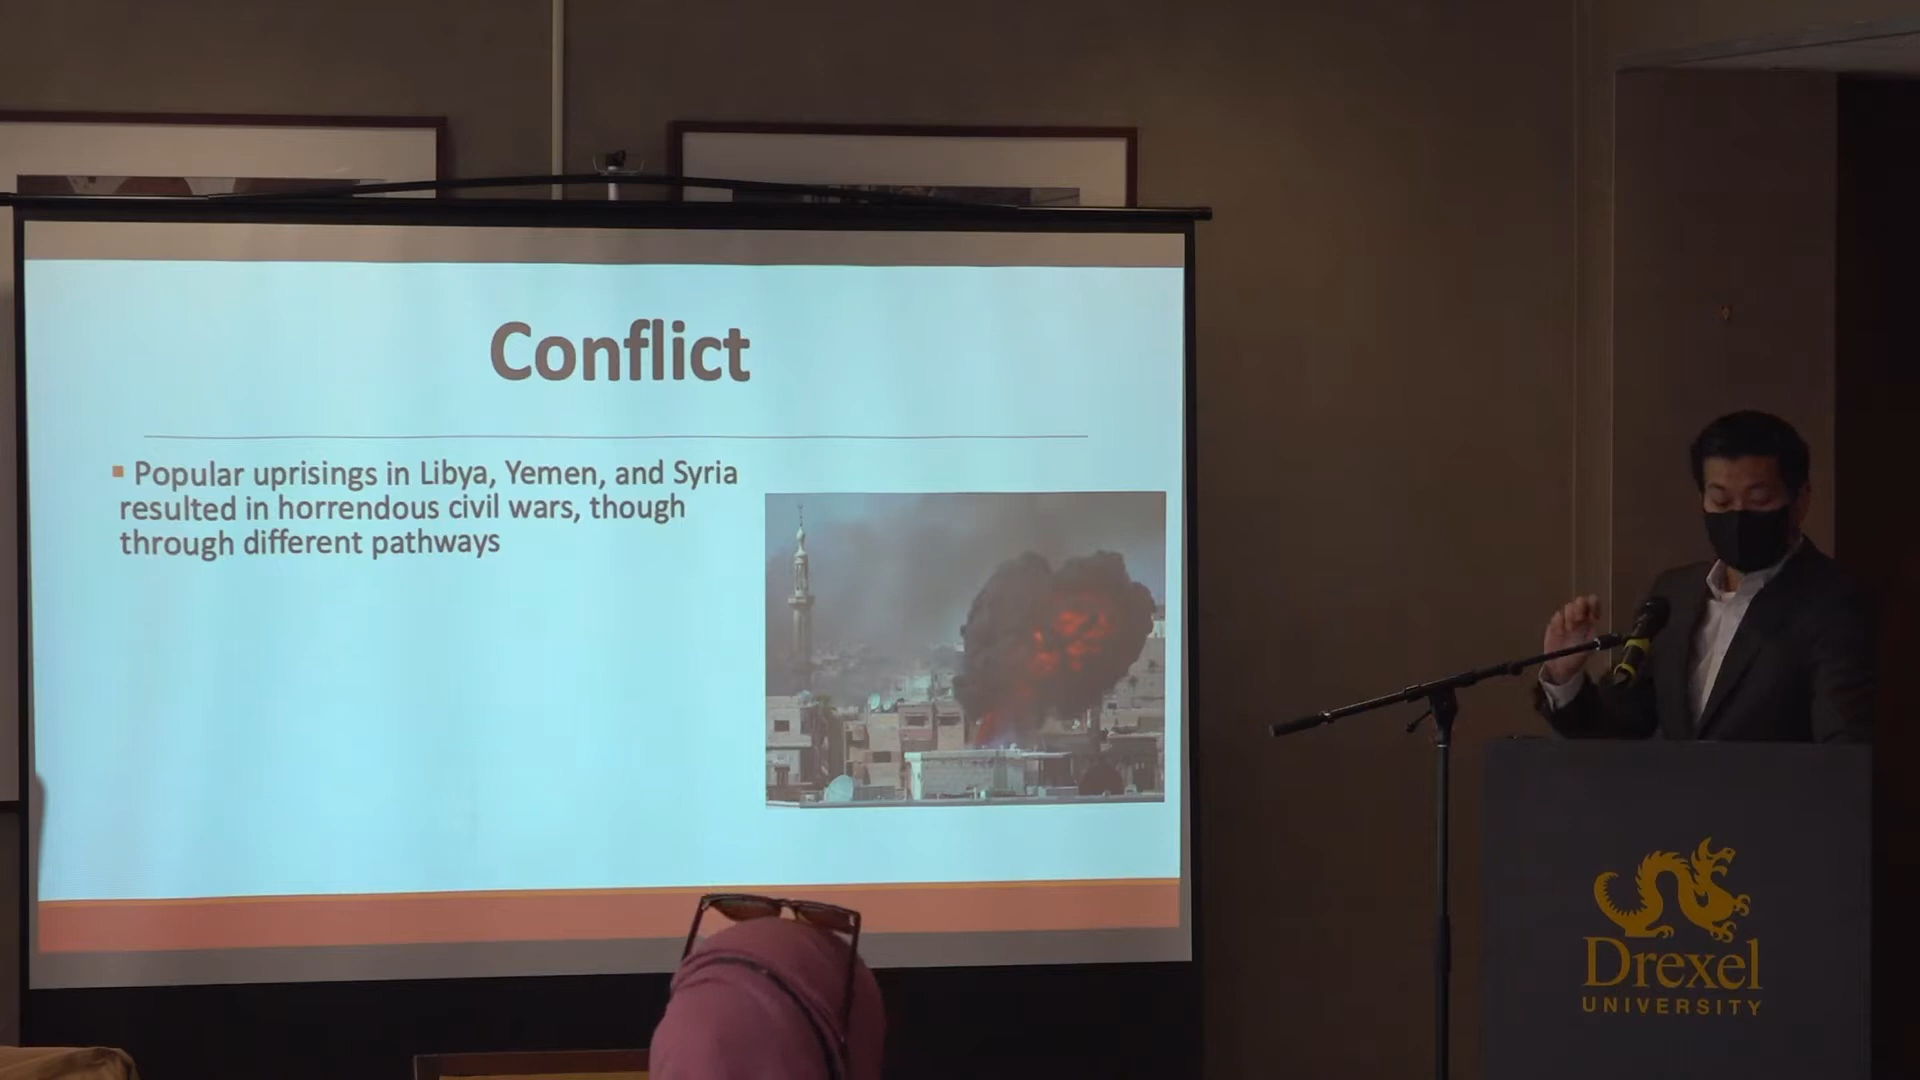 Conflict
Popular uprisings in Libya, Yemen, and Syria
resulted in horrendous civil wars, though
through different pathways
Drexel
UNIVERSITY